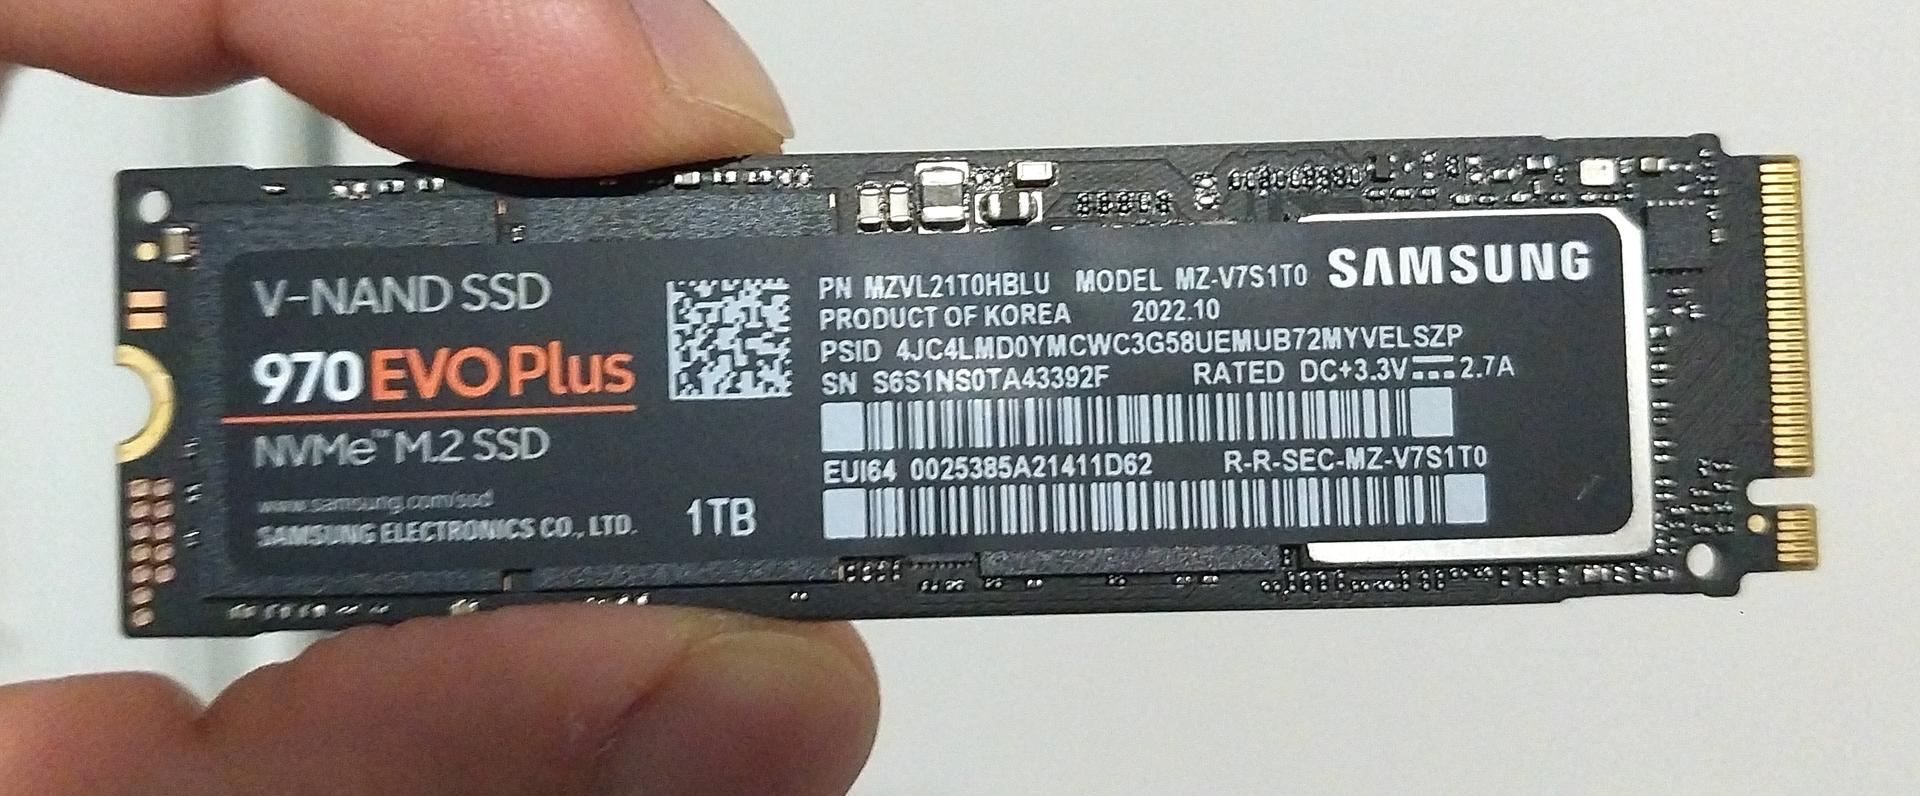 V-NAND SSD
970 EVO Plus
NVMe™ M.2 SSD
www.samsung.com/ssd
SAMSUNG ELECTRONICS CO., LTD.
1TB
PN MZVL21T0HBLU MODEL MZ-V7S1T0 SAMSUNG
PRODUCT OF KOREA 2022.10
PSID 4JC4LMD0YMCWC3G58UEMUB72MYVELSZP
SN S6S1NS0TA43392F RATED DC+3.3V⎓2.7A
EUI64 0025385A21411D62 R-R-SEC-MZ-V7S1T0